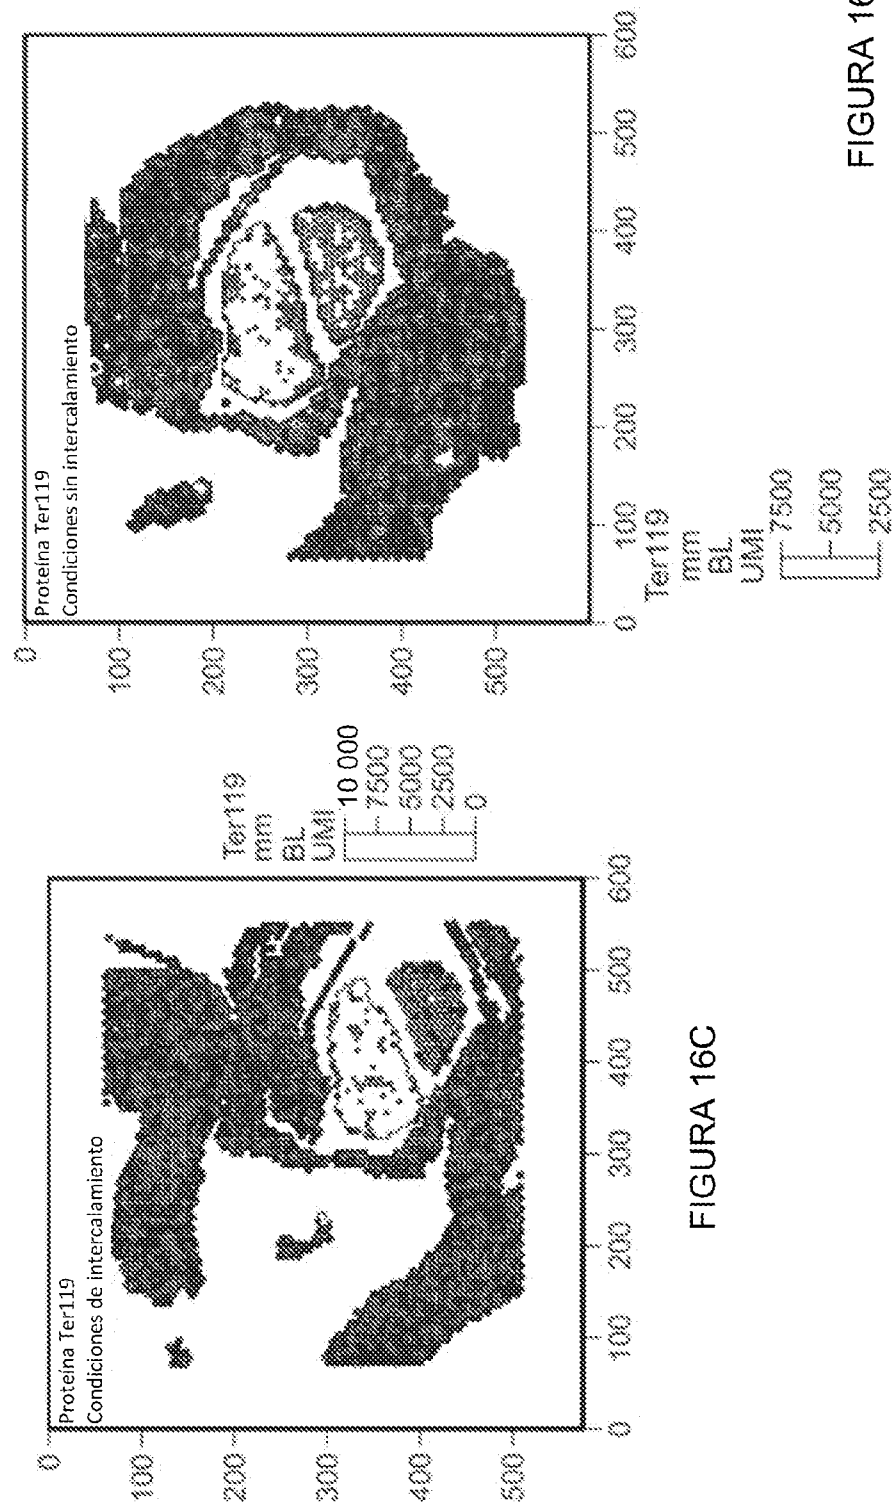 Proteína Ter119
Condiciones de intercalamiento
0
100
200
300
400
500
0
100
200
300
400
500
600
Ter119
mm
BL
UMI
10 000
7500
5000
2500
0
FIGURA 16C
Proteína Ter119
Condiciones sin intercalamiento
0
100
200
300
400
500
0
100
200
300
400
500
600
Ter119
mm
BL
UMI
7500
5000
2500